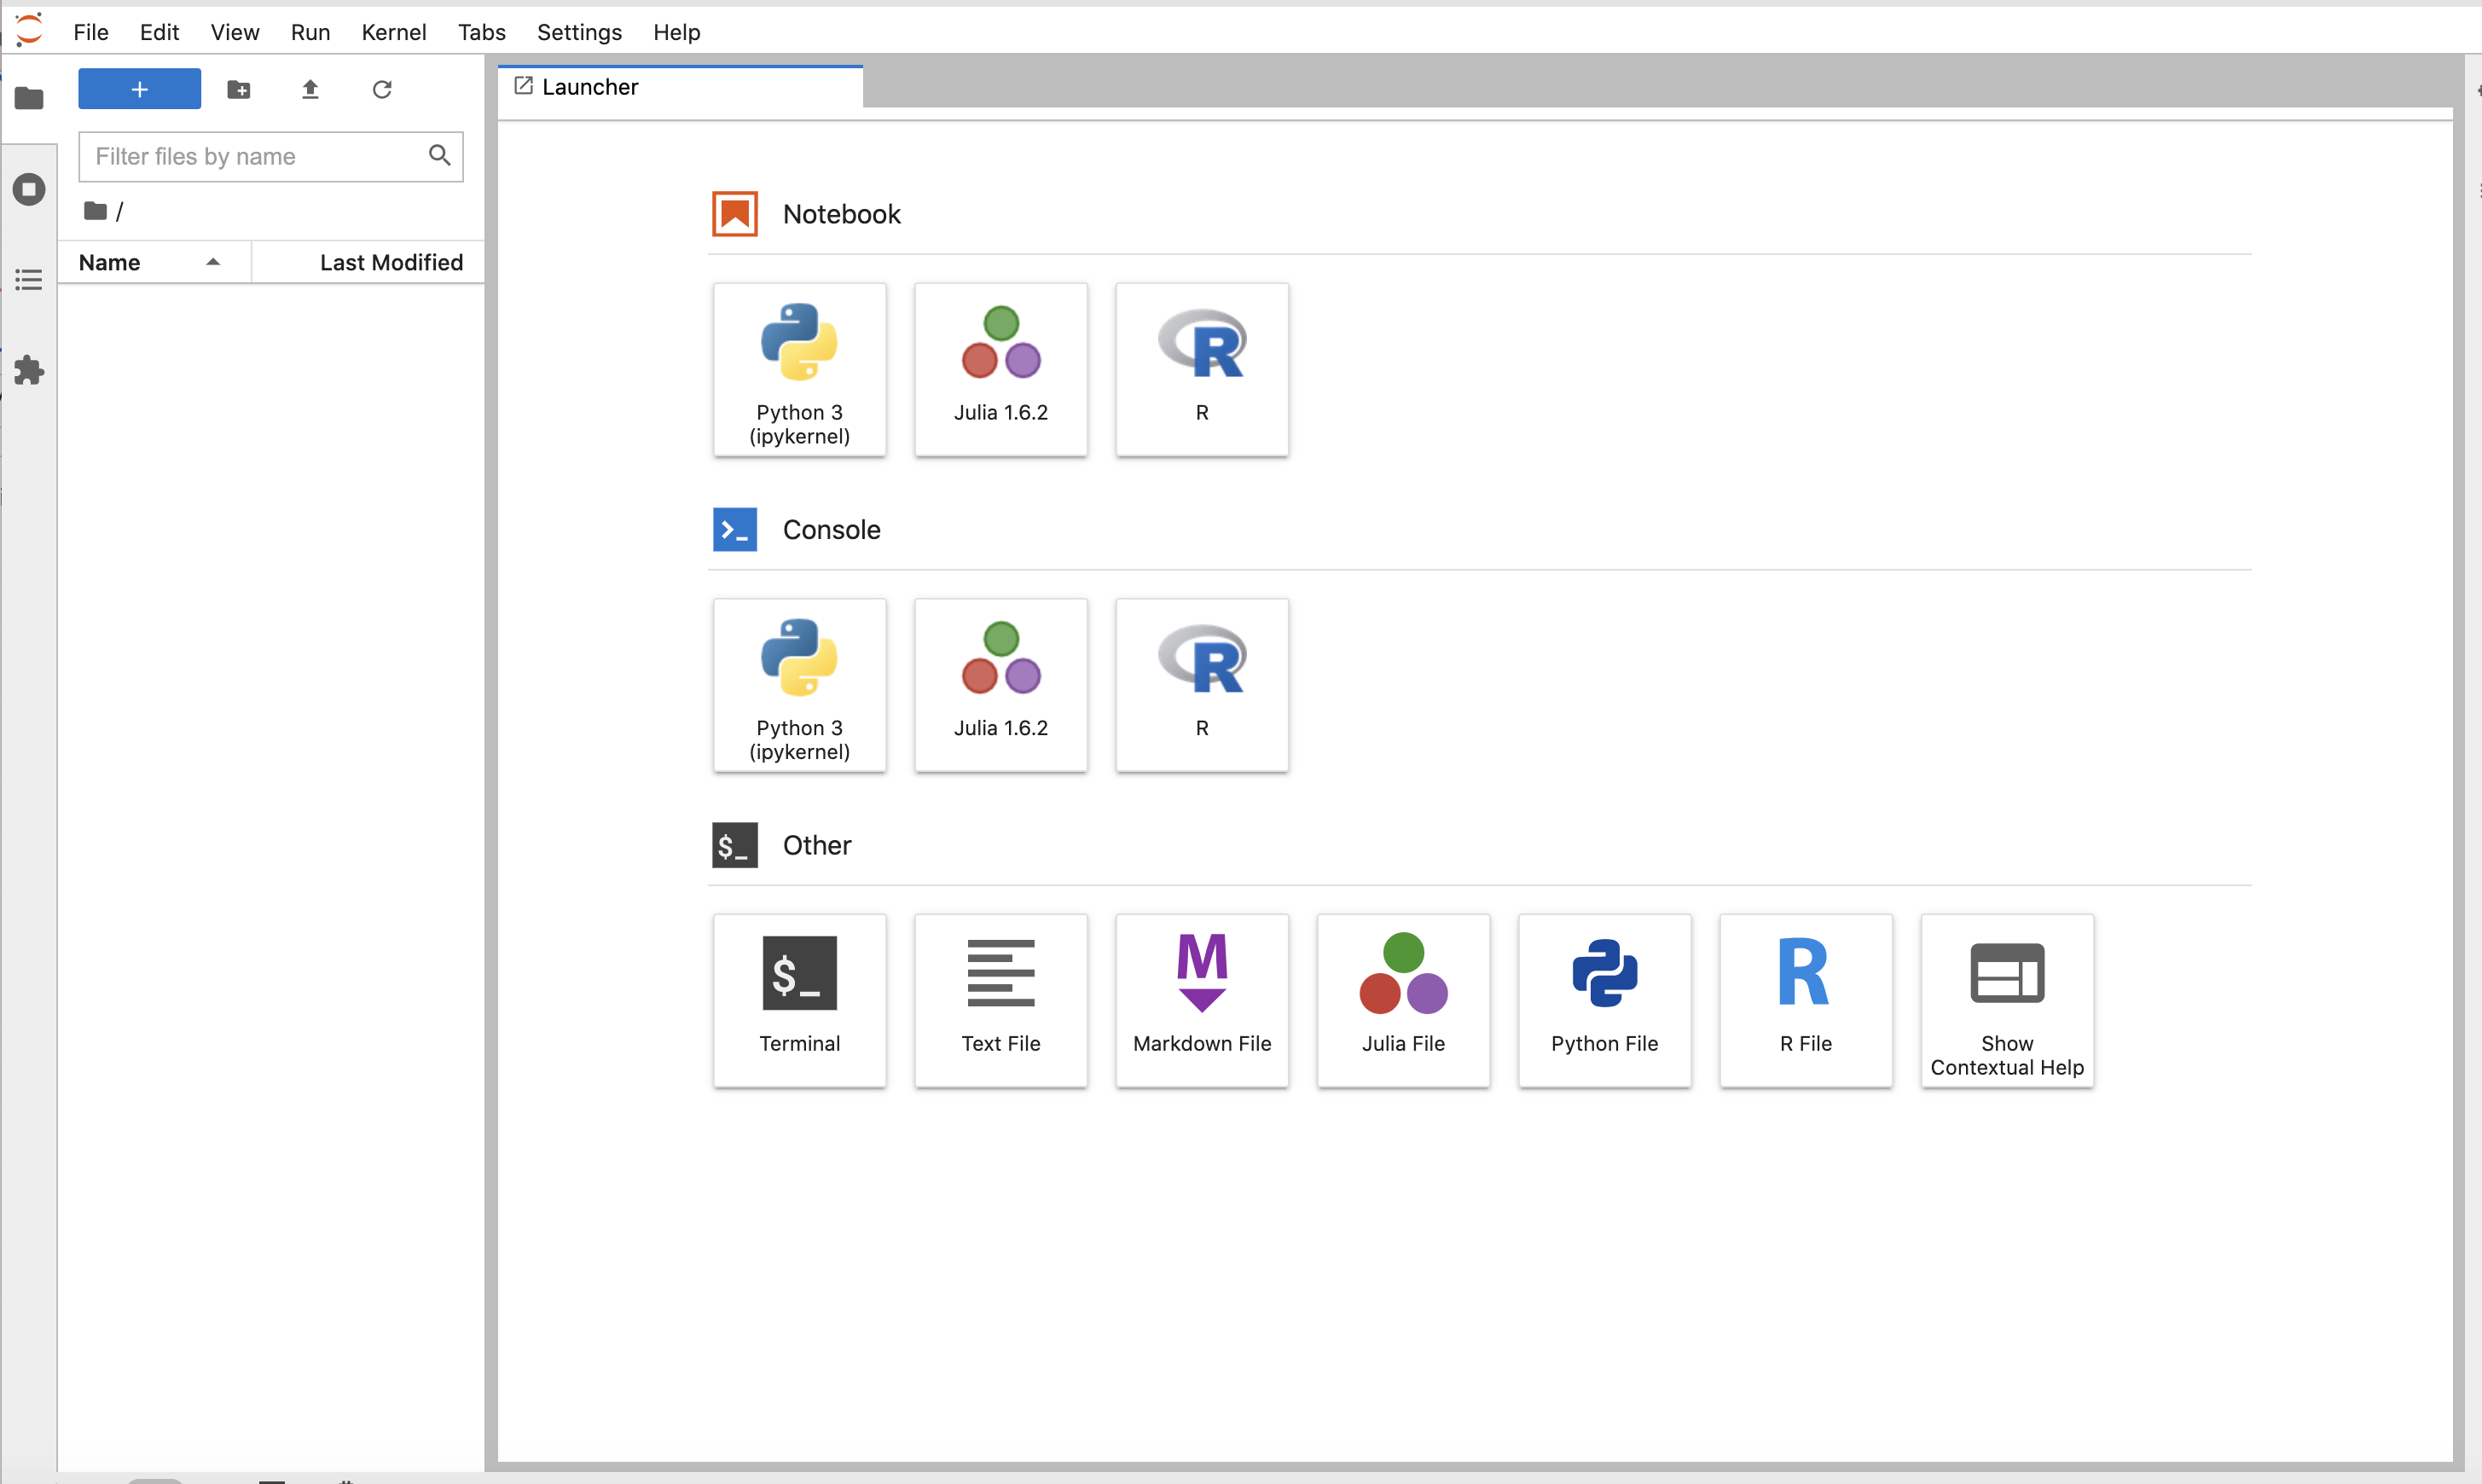 File Edit View Run Kernel Tabs Settings Help
+
Filter files by name
/
Name Last Modified
Launcher
Notebook
Python 3
(ipykernel)
Julia 1.6.2
R
Console
Python 3
(ipykernel)
Julia 1.6.2
R
$_ Other
$_
Terminal
Text File
M
Markdown File
Julia File
Python File
R
R File
Show
Contextual Help